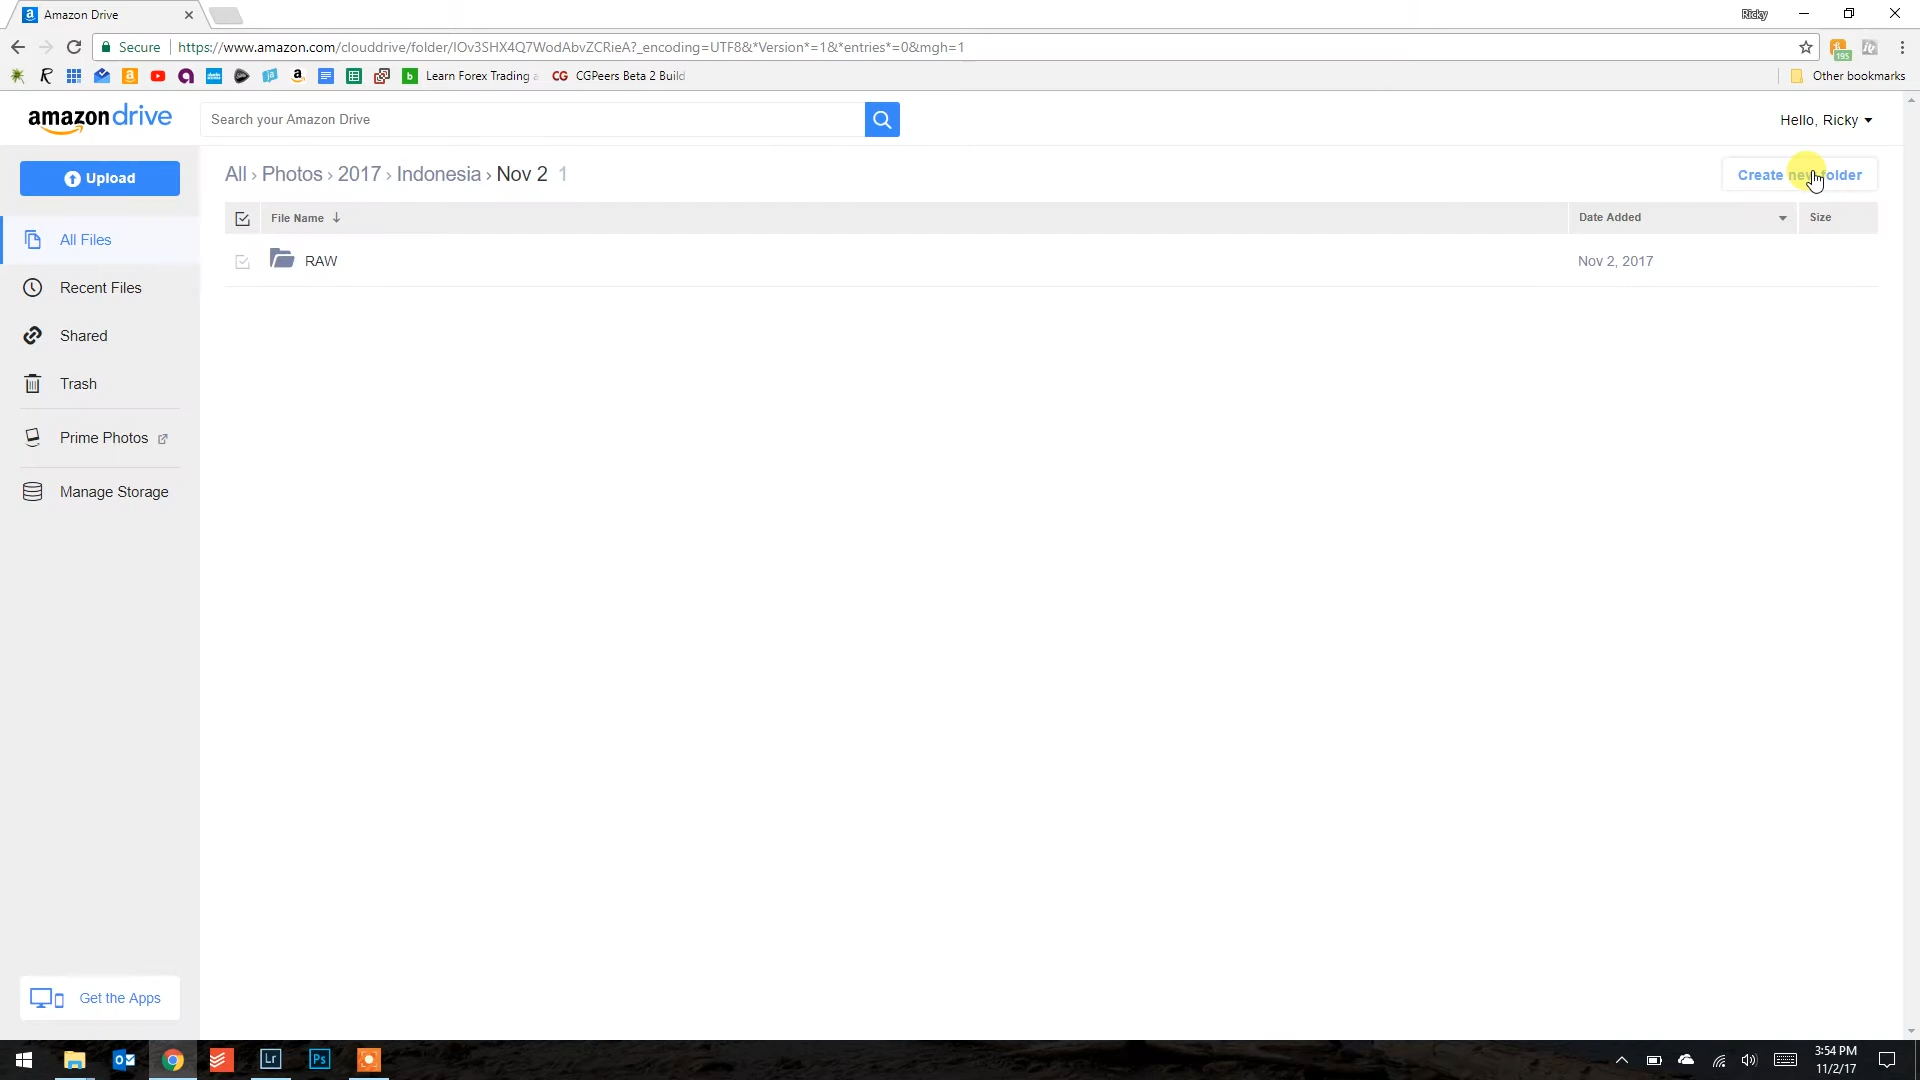 Amazon Drive
Ricky
Secure
https://www.amazon.com/clouddrive/folder/IOv3SHX4Q7WodAbvZCRieA?_encoding=UTF8&*Version*=1&*entries*=0&mgh=1
195
Learn Forex Trading
CGPeers Beta 2 Build
Other bookmarks
amazondrive
Search your Amazon Drive
Hello, Ricky
Upload
All › Photos › 2017 › Indonesia › Nov 2 1
Create new folder
File Name
Date Added
Size
All Files
RAW
Nov 2, 2017
Recent Files
Shared
Trash
Prime Photos
Manage Storage
Get the Apps
3:54 PM
11/2/17